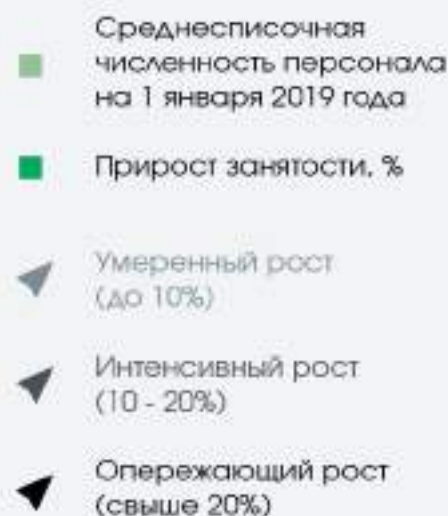 Среднесписочная
численность персонала
на 1 января 2019 года
Прирост занятости, %
Умеренный рост
(до 10%)
Интенсивный рост
(10 - 20%)
Опережающий рост
(свыше 20%)